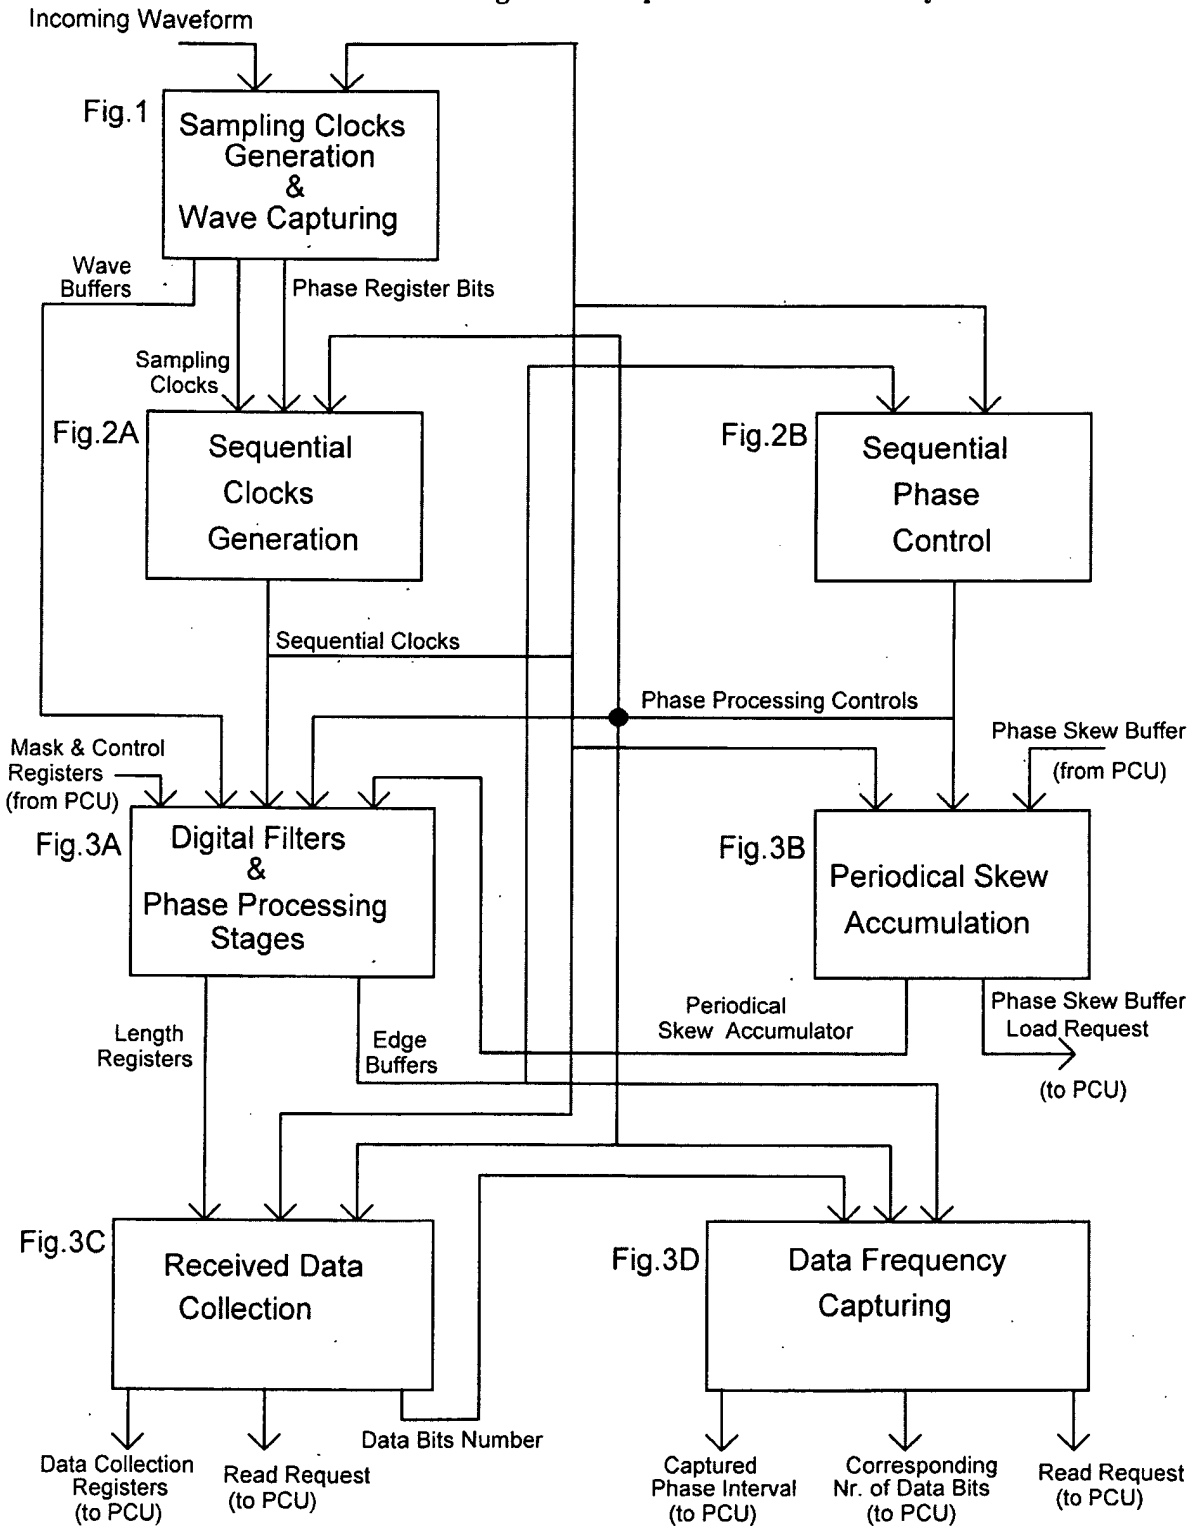 Incoming Waveform
Fig.1
Sampling Clocks
Generation
&
Wave Capturing
Wave
Buffers
Phase Register Bits
Sampling
Clocks
Fig.2A
Sequential
Clocks
Generation
Fig.2B
Sequential
Phase
Control
Sequential Clocks
Phase Processing Controls
Phase Skew Buffer
(from PCU)
Mask & Control
Registers
(from PCU)
Fig.3A
Digital Filters
&
Phase Processing
Stages
Fig.3B
Periodical Skew
Accumulation
Length
Registers
Edge
Buffers
Periodical
Skew Accumulator
Phase Skew Buffer
Load Request
(to PCU)
Fig.3C
Received Data
Collection
Fig.3D
Data Frequency
Capturing
Data Bits Number
Data Collection
Registers
(to PCU)
Read Request
(to PCU)
Captured
Phase Interval
(to PCU)
Corresponding
Nr. of Data Bits
(to PCU)
Read Request
(to PCU)